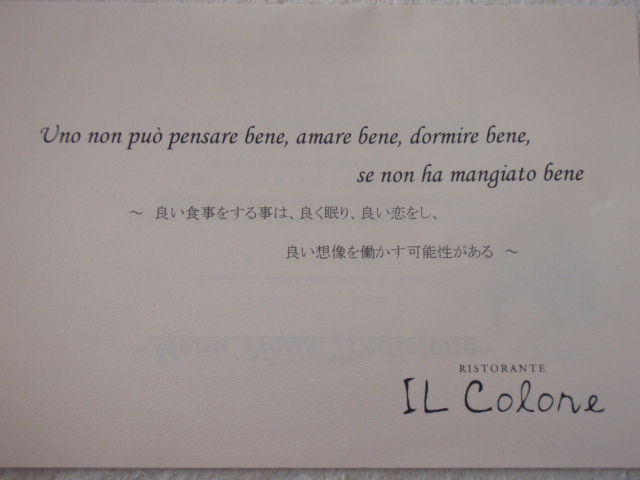 Uno non può pensare bene, amare bene, dormire bene,
se non ha mangiato bene
～ 良い食事をする事は、良く眠り、良い恋をし、
良い想像を働かす可能性がある ～
RISTORANTE
IL Colore